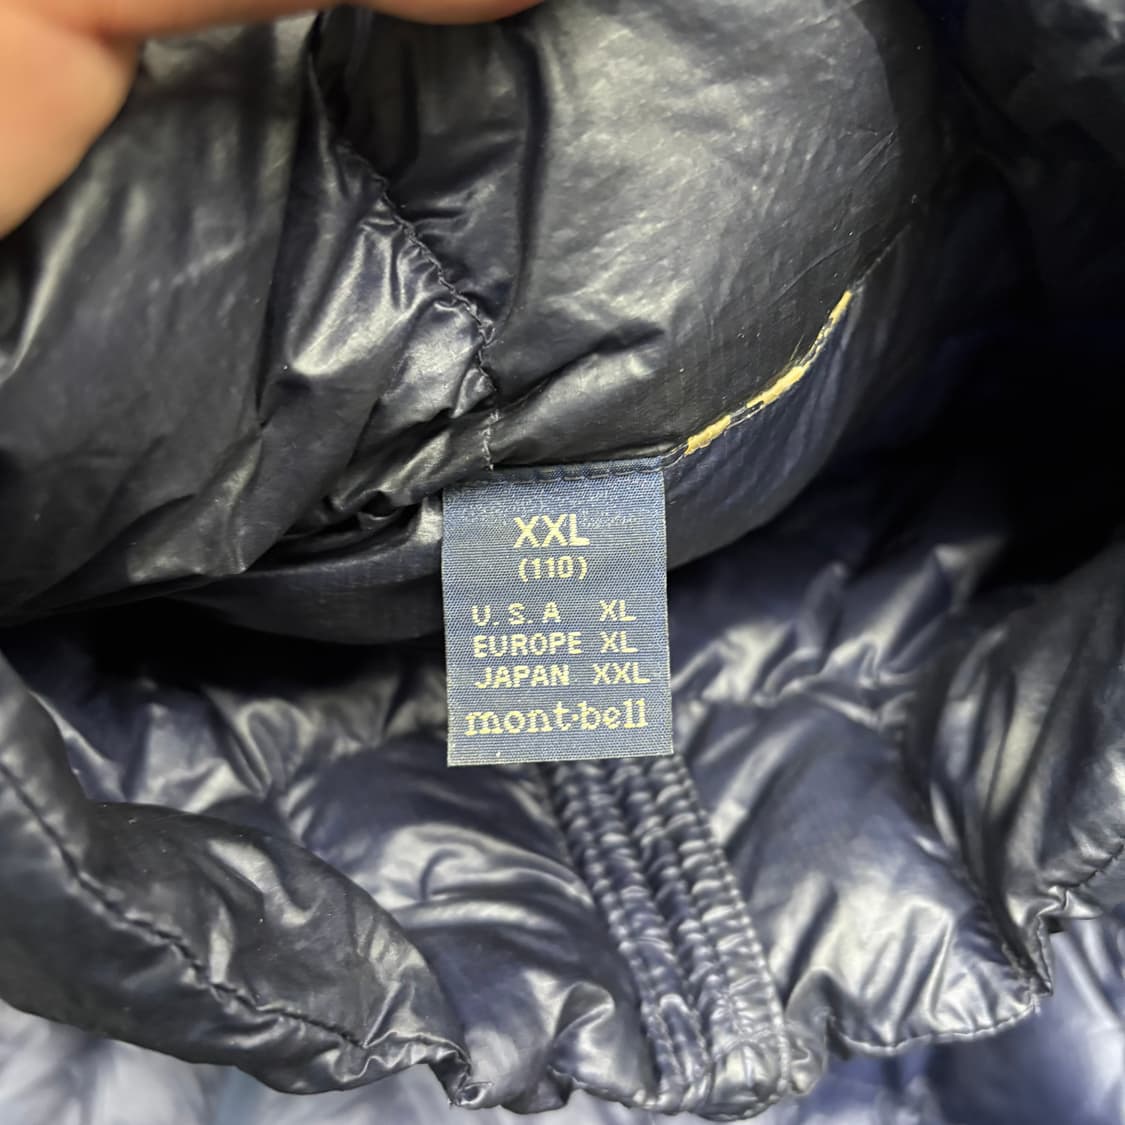 XXL
(110)
U.S.A XL
EUROPE XL
JAPAN XXL
mont·bell